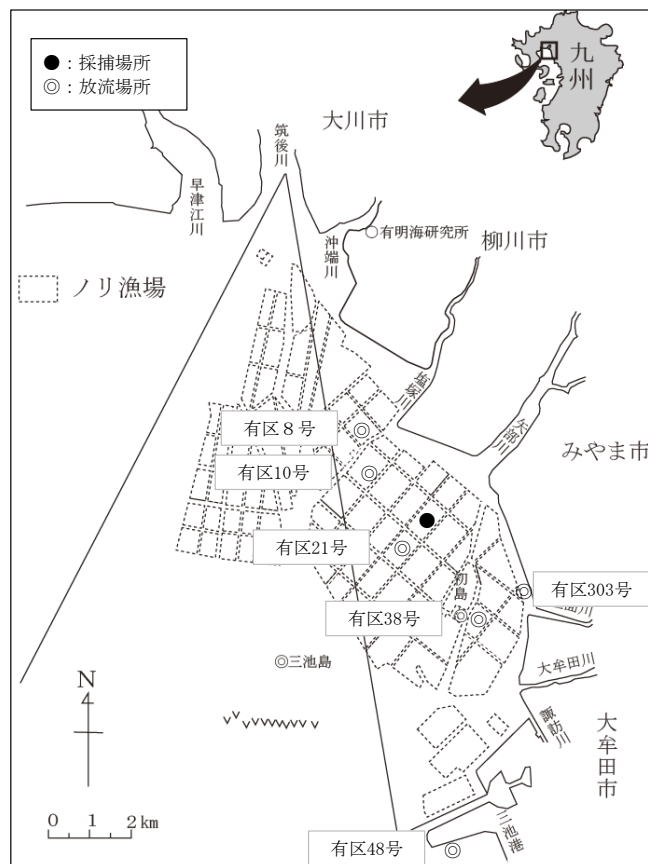 ●：採捕場所
◎：放流場所
九州
大川市
筑後川
早津江川
沖端川
有明海研究所
柳川市
ノリ漁場
塩塚川
矢部川
みやま市
有区８号
有区10号
有区21号
初島
有区303号
有区38号
三池島
大牟田川
諏訪川
大牟田市
N
0 1 2km
三池港
有区48号